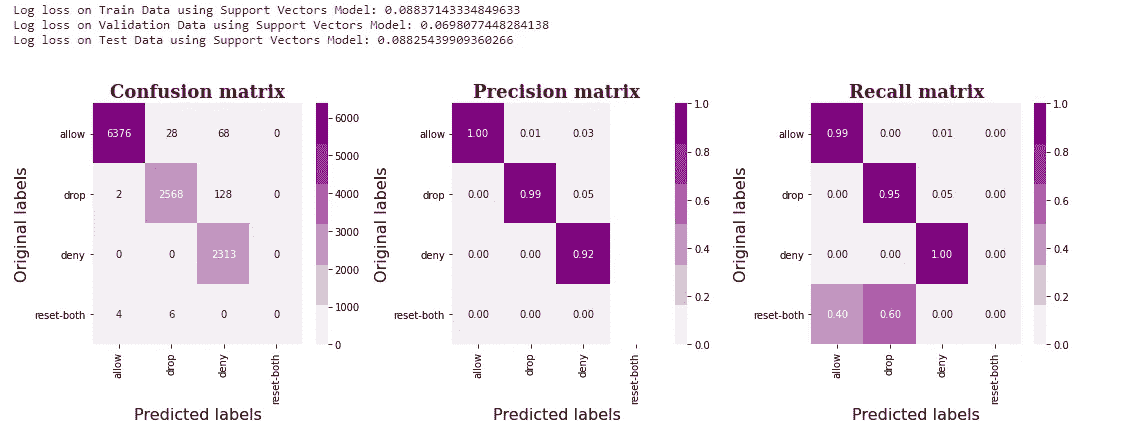 Log loss on Train Data using Support Vectors Model: 0.08837143334849633
Log loss on Validation Data using Support Vectors Model: 0.0698077448284138
Log loss on Test Data using Support Vectors Model: 0.08825439909360266
Confusion matrix
Original labels
allow 6376 28 68 0
drop 2 2568 128 0
deny 0 0 2313 0
reset-both 4 6 0 0
allow drop deny reset-both
Predicted labels
6000
5000
4000
3000
2000
1000
0
Precision matrix
Original labels
allow 1.00 0.01 0.03
drop 0.00 0.99 0.05
deny 0.00 0.00 0.92
reset-both 0.00 0.00 0.00
allow drop deny reset-both
Predicted labels
1.0
0.8
0.6
0.4
0.2
0.0
Recall matrix
Original labels
allow 0.99 0.00 0.01 0.00
drop 0.00 0.95 0.05 0.00
deny 0.00 0.00 1.00 0.00
reset-both 0.40 0.60 0.00 0.00
allow drop deny reset-both
Predicted labels
1.0
0.8
0.6
0.4
0.2
0.0